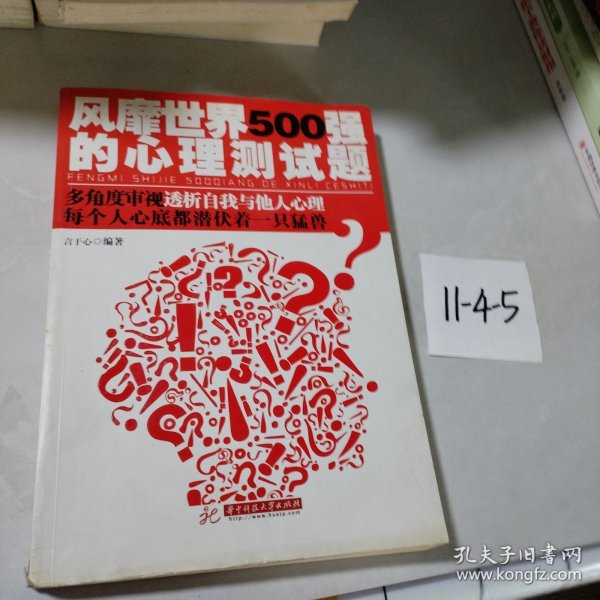 风靡世界500强
的心理测试题
FENGMI SHIJIE 500QIANG DE XINLI CESHITI
多角度审视透析自我与他人心理
每个人心底都潜伏着一只猛兽
言于心◎编著
华中科技大学出版社
http://www.hustp.com
11-4-5
孔夫子旧书网
www.kongfz.com